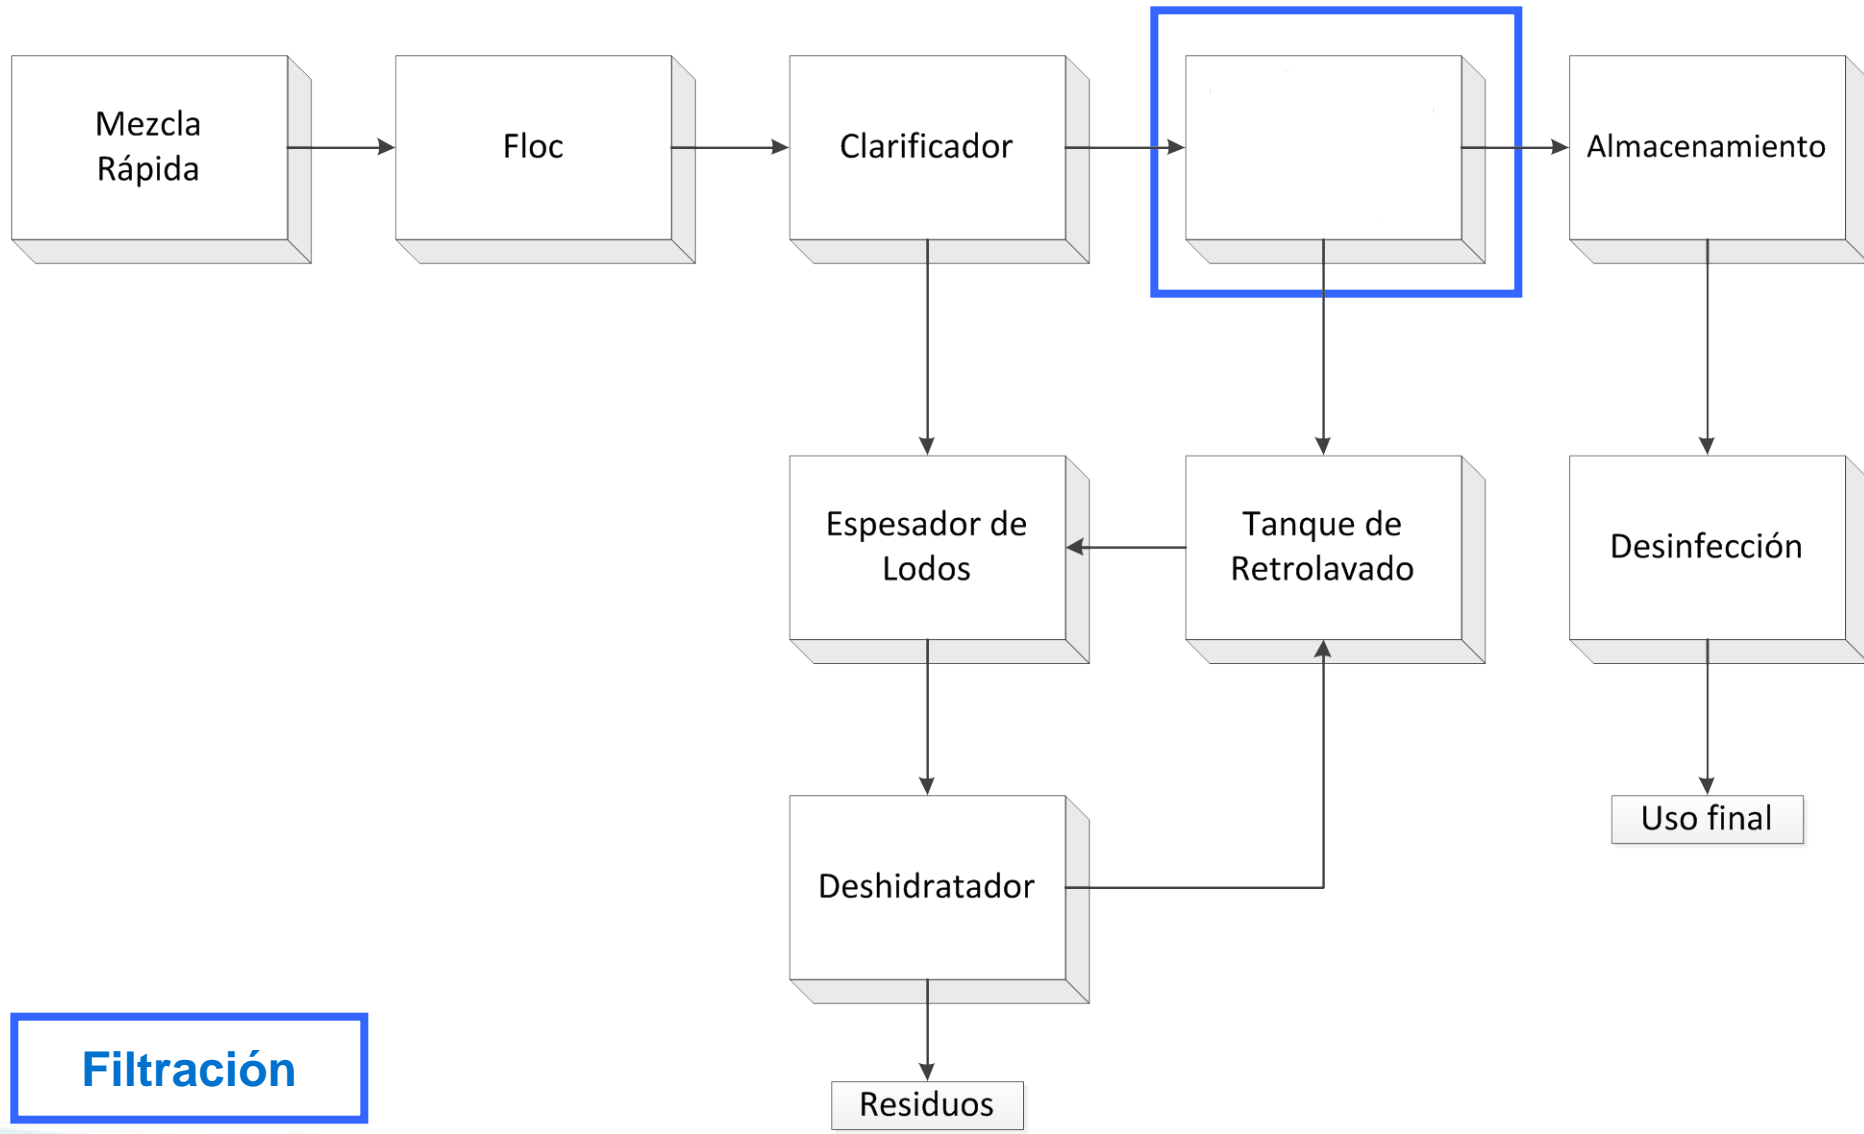 Mezcla
Rápida
Floc
Clarificador
Almacenamiento
Espesador de
Lodos
Tanque de
Retrolavado
Desinfección
Uso final
Deshidratador
Filtración
Residuos